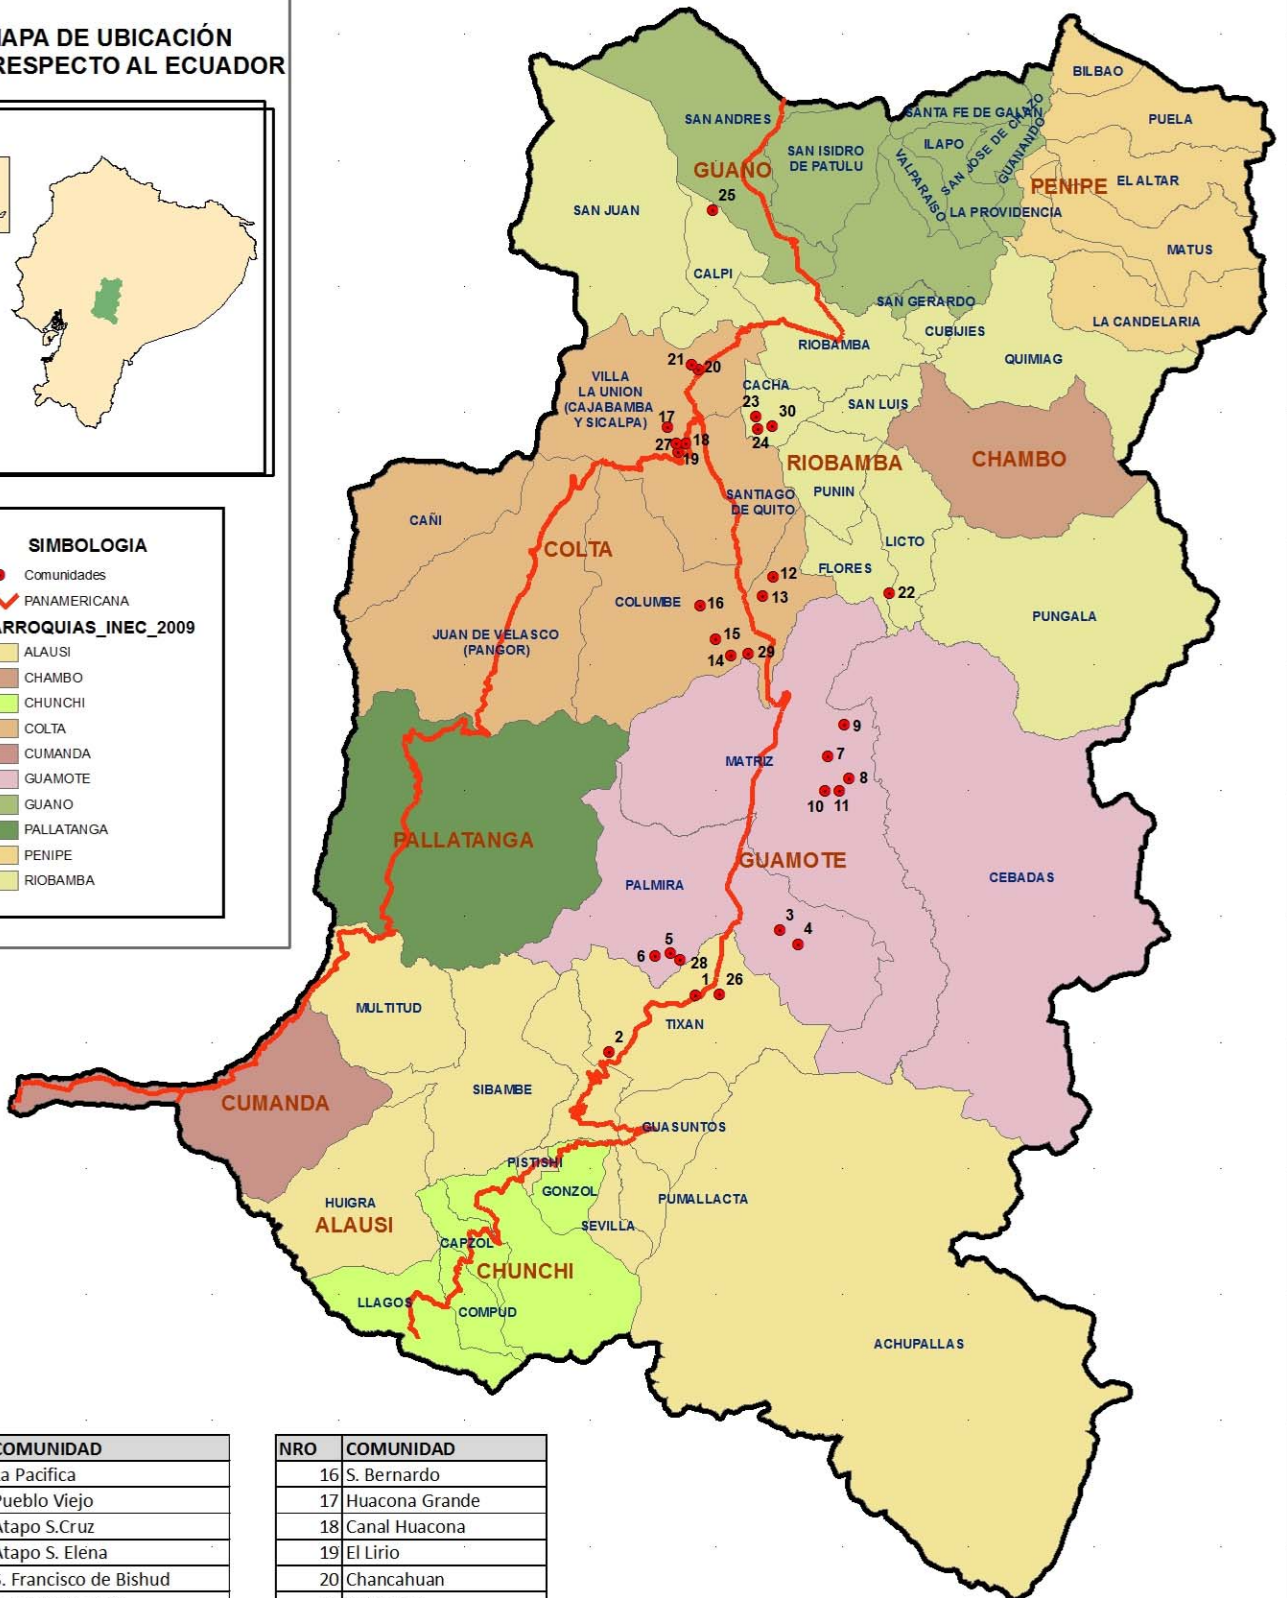 MAPA DE UBICACIÓN
RESPECTO AL ECUADOR
SIMBOLOGIA
Comunidades
PANAMERICANA
ARROQUIAS_INEC_2009
ALAUSI
CHAMBO
CHUNCHI
COLTA
CUMANDA
GUAMOTE
GUANO
PALLATANGA
PENIPE
RIOBAMBA
BILBAO
SANTA FE DE GALAN
PUELA
SAN ANDRES
SAN ISIDRO
DE PATULU
ILAPO
SAN JOSE DE CHAZO
GUANANDO
VALPARAISO
GUANO
PENIPE
EL ALTAR
SAN JUAN
25
LA PROVIDENCIA
MATUS
CALPI
SAN GERARDO
LA CANDELARIA
CUBIJIES
RIOBAMBA
QUIMIAG
21
20
VILLA
LA UNION
(CAJABAMBA
Y SICALPA)
CACHA
23
30
24
SAN LUIS
17
27
18
19
RIOBAMBA
CHAMBO
PUNIN
SANTIAGO
DE QUITO
CAÑI
COLTA
LICTO
FLORES
12
13
22
COLUMBE
16
PUNGALA
JUAN DE VELASCO
(PANGOR)
15
14
29
9
7
MATRIZ
8
10
11
PALLATANGA
GUAMOTE
PALMIRA
CEBADAS
3
4
5
6
28
1
26
MULTITUD
TIXAN
2
SIBAMBE
CUMANDA
GUASUNTOS
PISTISHI
GONZOL
PUMALLACTA
HUIGRA
ALAUSI
SEVILLA
CAPZOL
CHUNCHI
LLAGOS
COMPUD
ACHUPALLAS
COMUNIDAD
a Pacifica
Pueblo Viejo
Atapo S.Cruz
Atapo S. Elena
S. Francisco de Bishud
NRO COMUNIDAD
16 S. Bernardo
17 Huacona Grande
18 Canal Huacona
19 El Lirio
20 Chancahuan